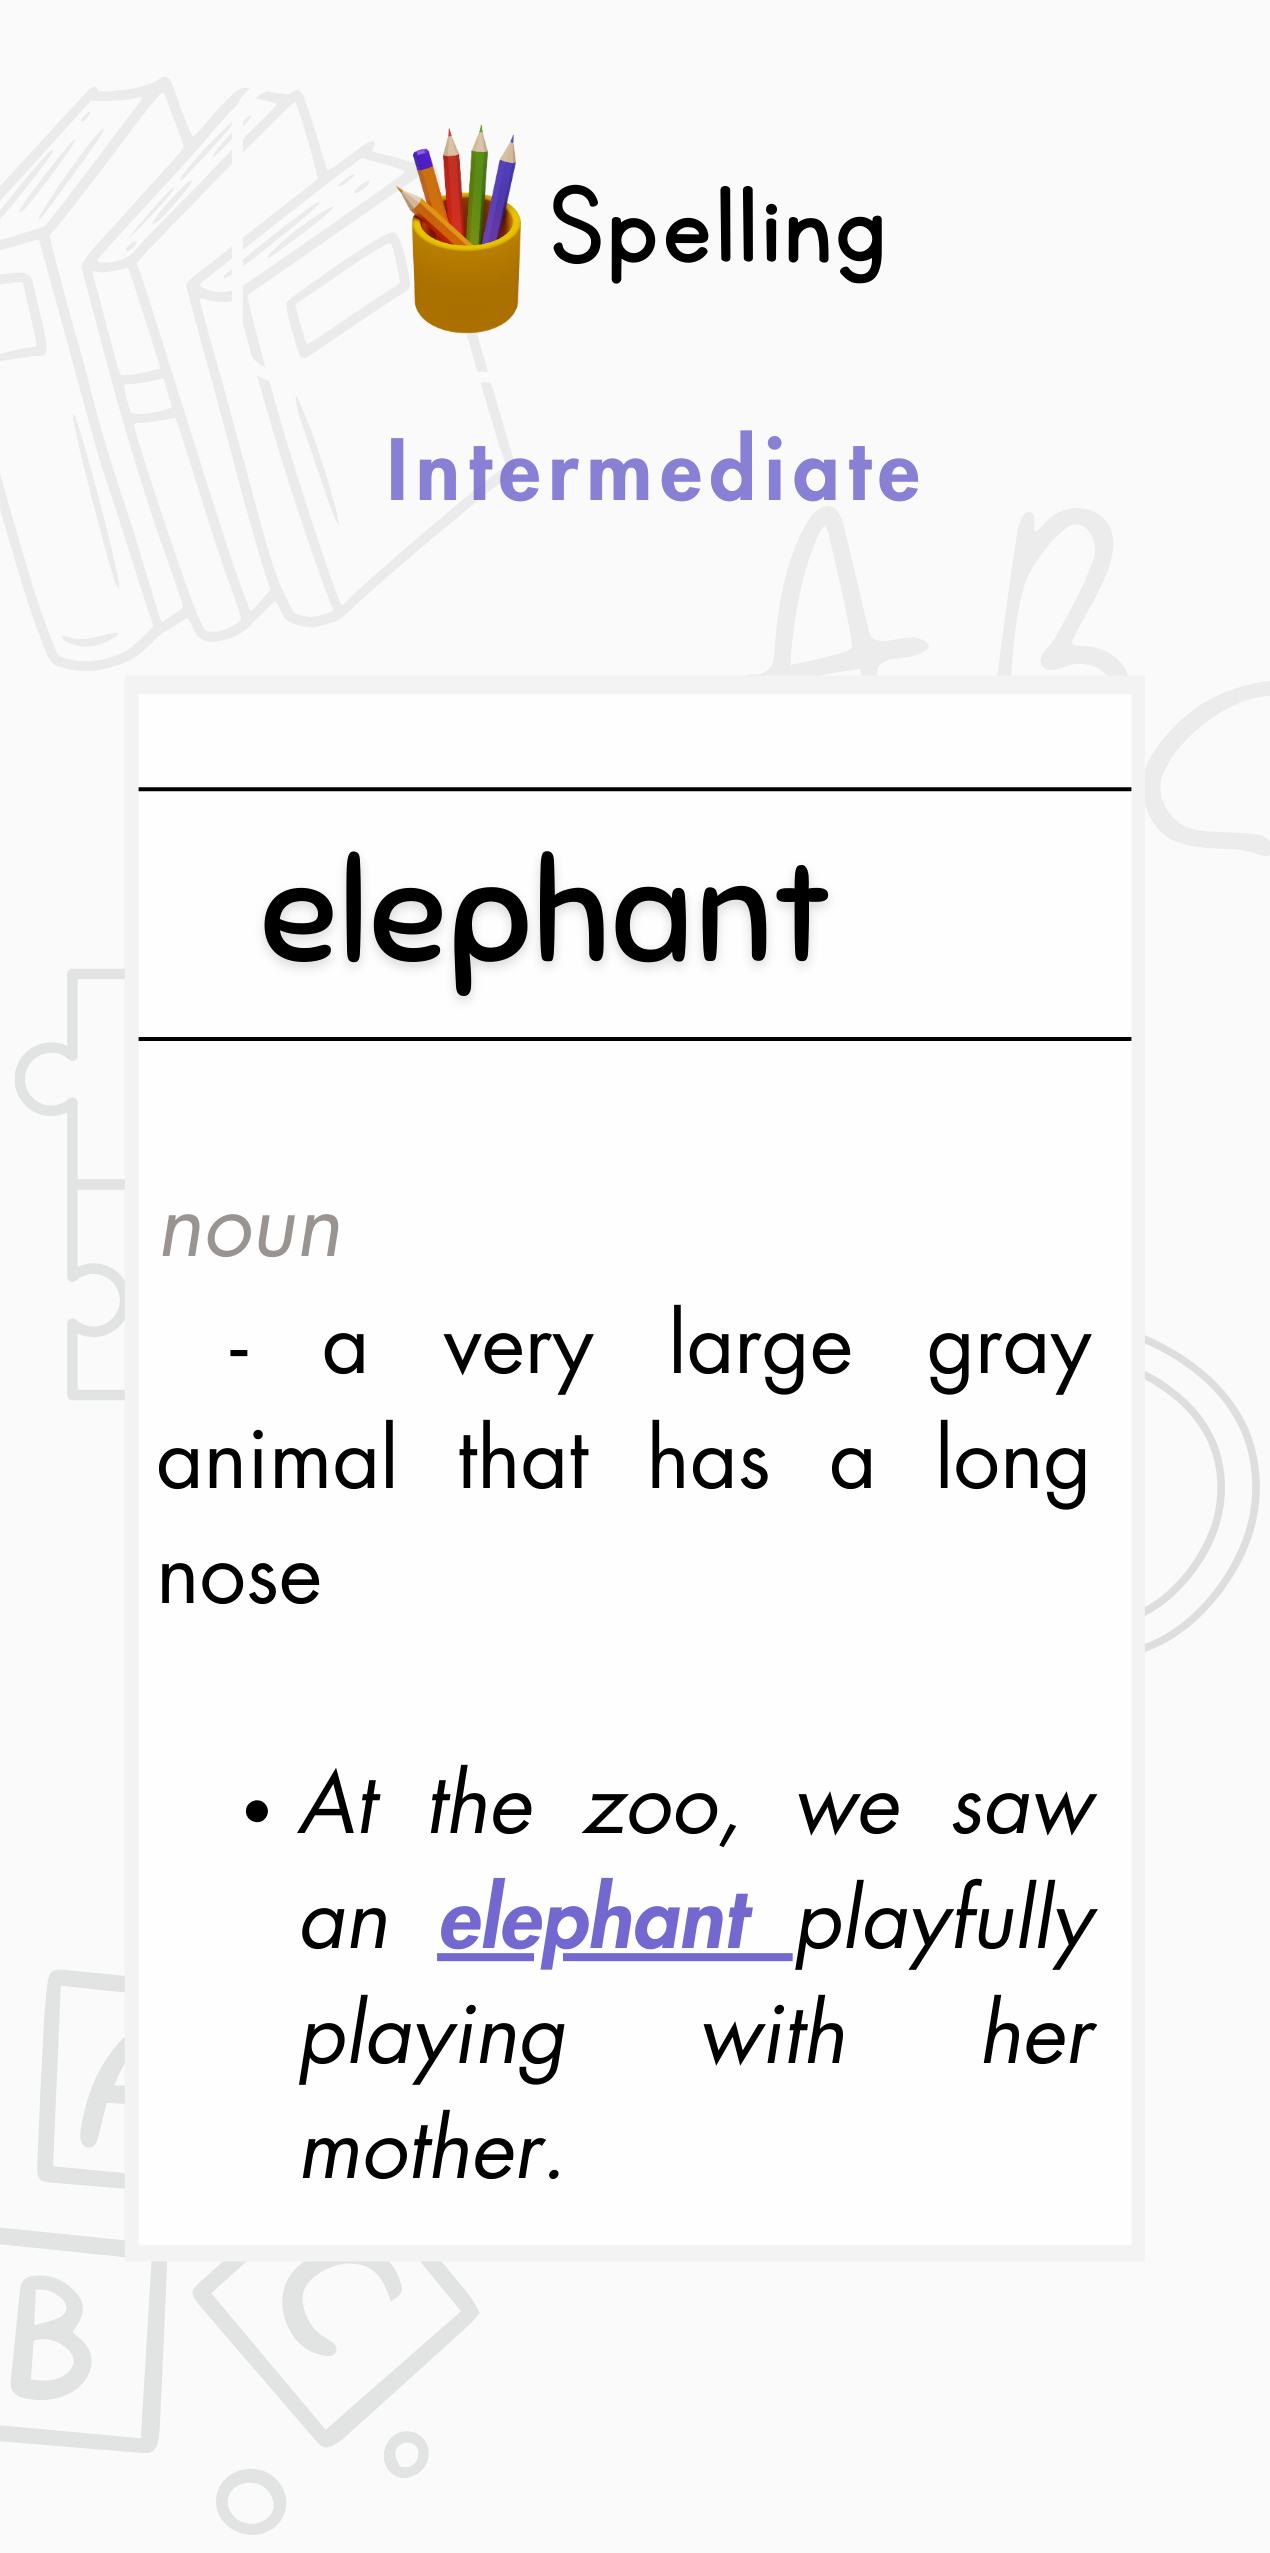 Spelling
Intermediate
A B
elephant
noun
- a very large gray
animal that has a long
nose
• At the zoo, we saw
an elephant playfully
playing with her
mother.
A
B C